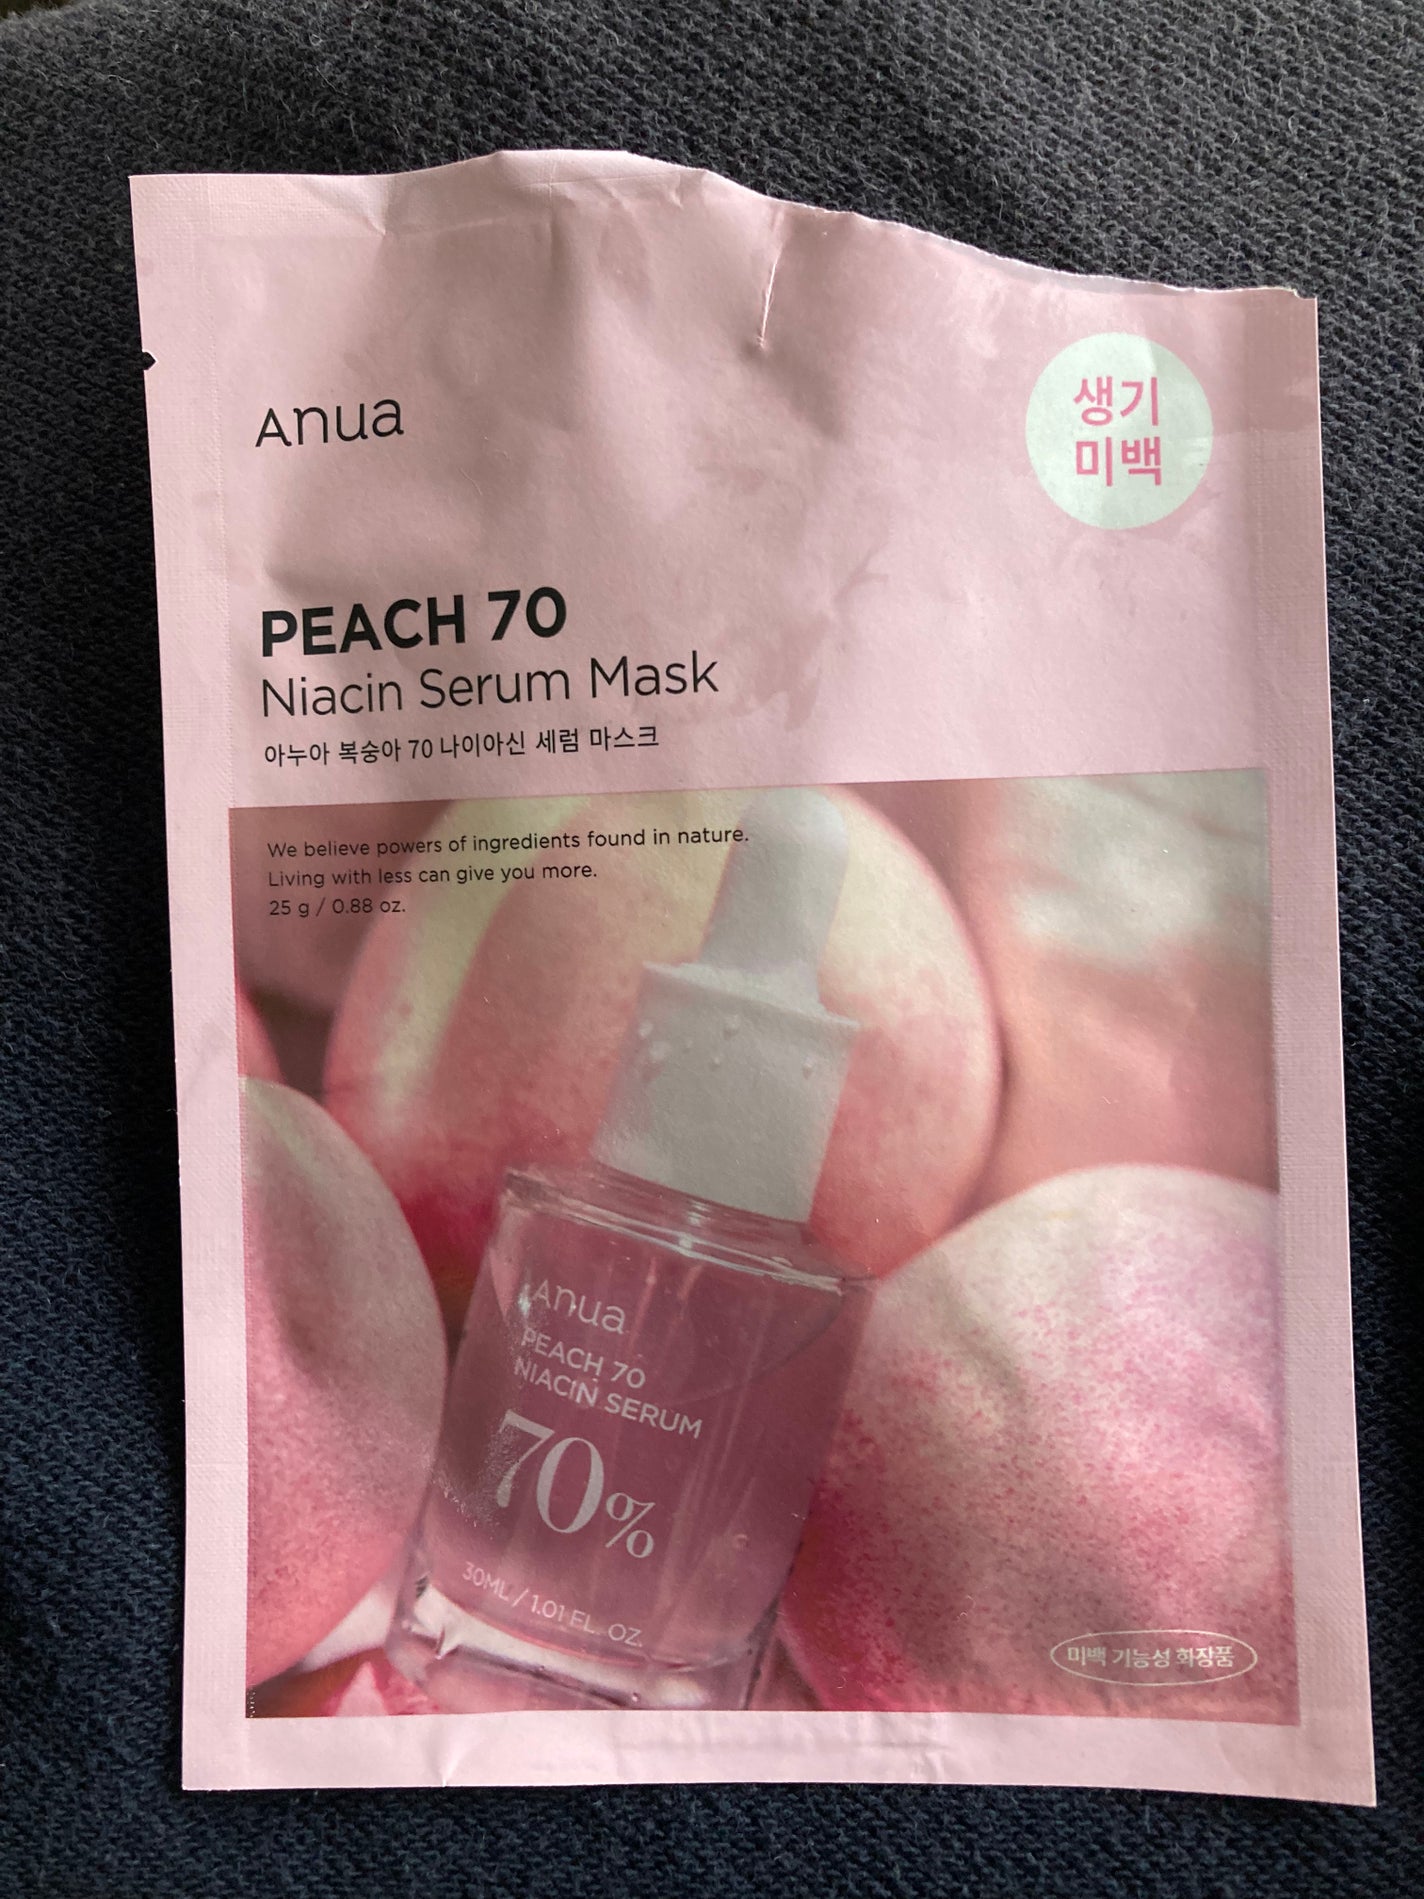 Anua
생기
미백
PEACH 70
Niacin Serum Mask
아누아 복숭아 70 나이아신 세럼 마스크
We believe powers of ingredients found in nature.
Living with less can give you more.
25 g / 0.88 oz.
Anua
PEACH 70
NIACIN SERUM
70%
30ML / 1.01 FL. OZ.
미백 기능성 화장품